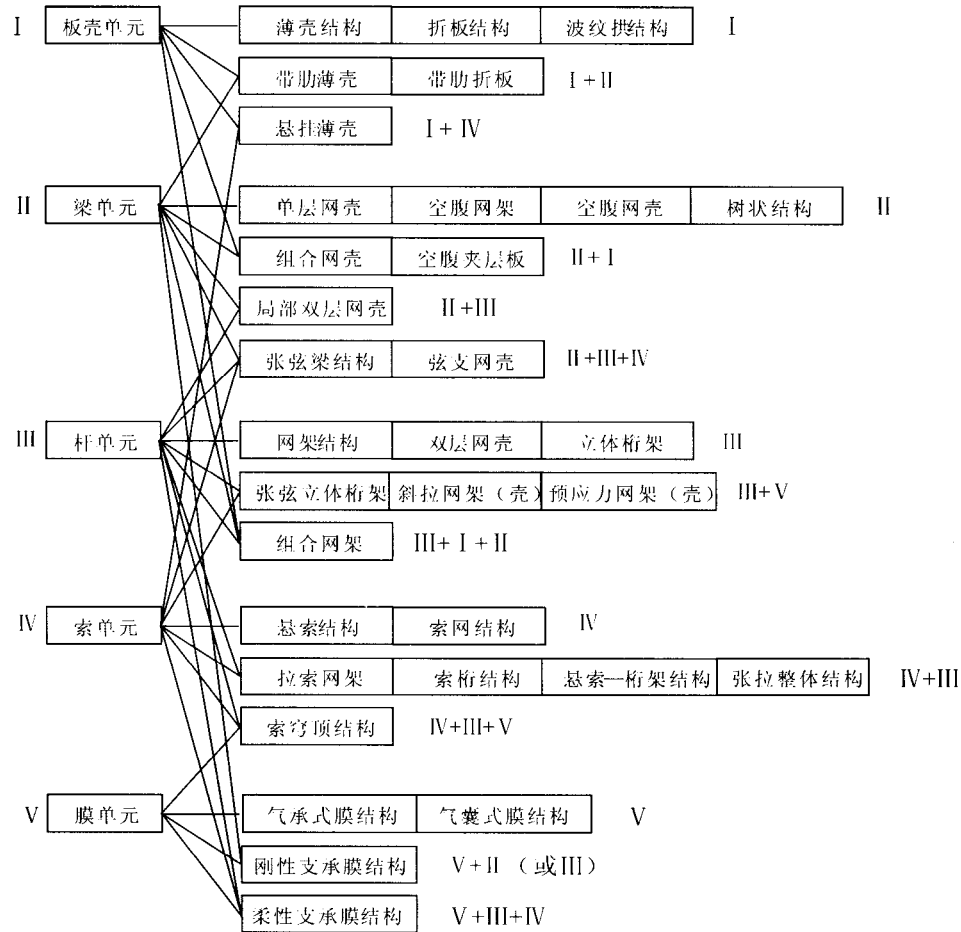 I 板壳单元 薄壳结构 折板结构 波纹拱结构 I
带肋薄壳 带肋折板 I+II
悬挂薄壳 I+IV
II 梁单元 单层网壳 空腹网架 空腹网壳 树状结构 II
组合网壳 空腹夹层板 II+I
局部双层网壳 II+III
张弦梁结构 弦支网壳 II+III+IV
III 杆单元 网架结构 双层网壳 立体桁架 III
张弦立体桁架 斜拉网架(壳) 预应力网架(壳) III+V
组合网架 III+I+II
IV 索单元 悬索结构 索网结构 IV
拉索网架 索桁结构 悬索—桁架结构 张拉整体结构 IV+III
索穹顶结构 IV+III+V
V 膜单元 气承式膜结构 气囊式膜结构 V
刚性支承膜结构 V+II (或III)
柔性支承膜结构 V+III+IV